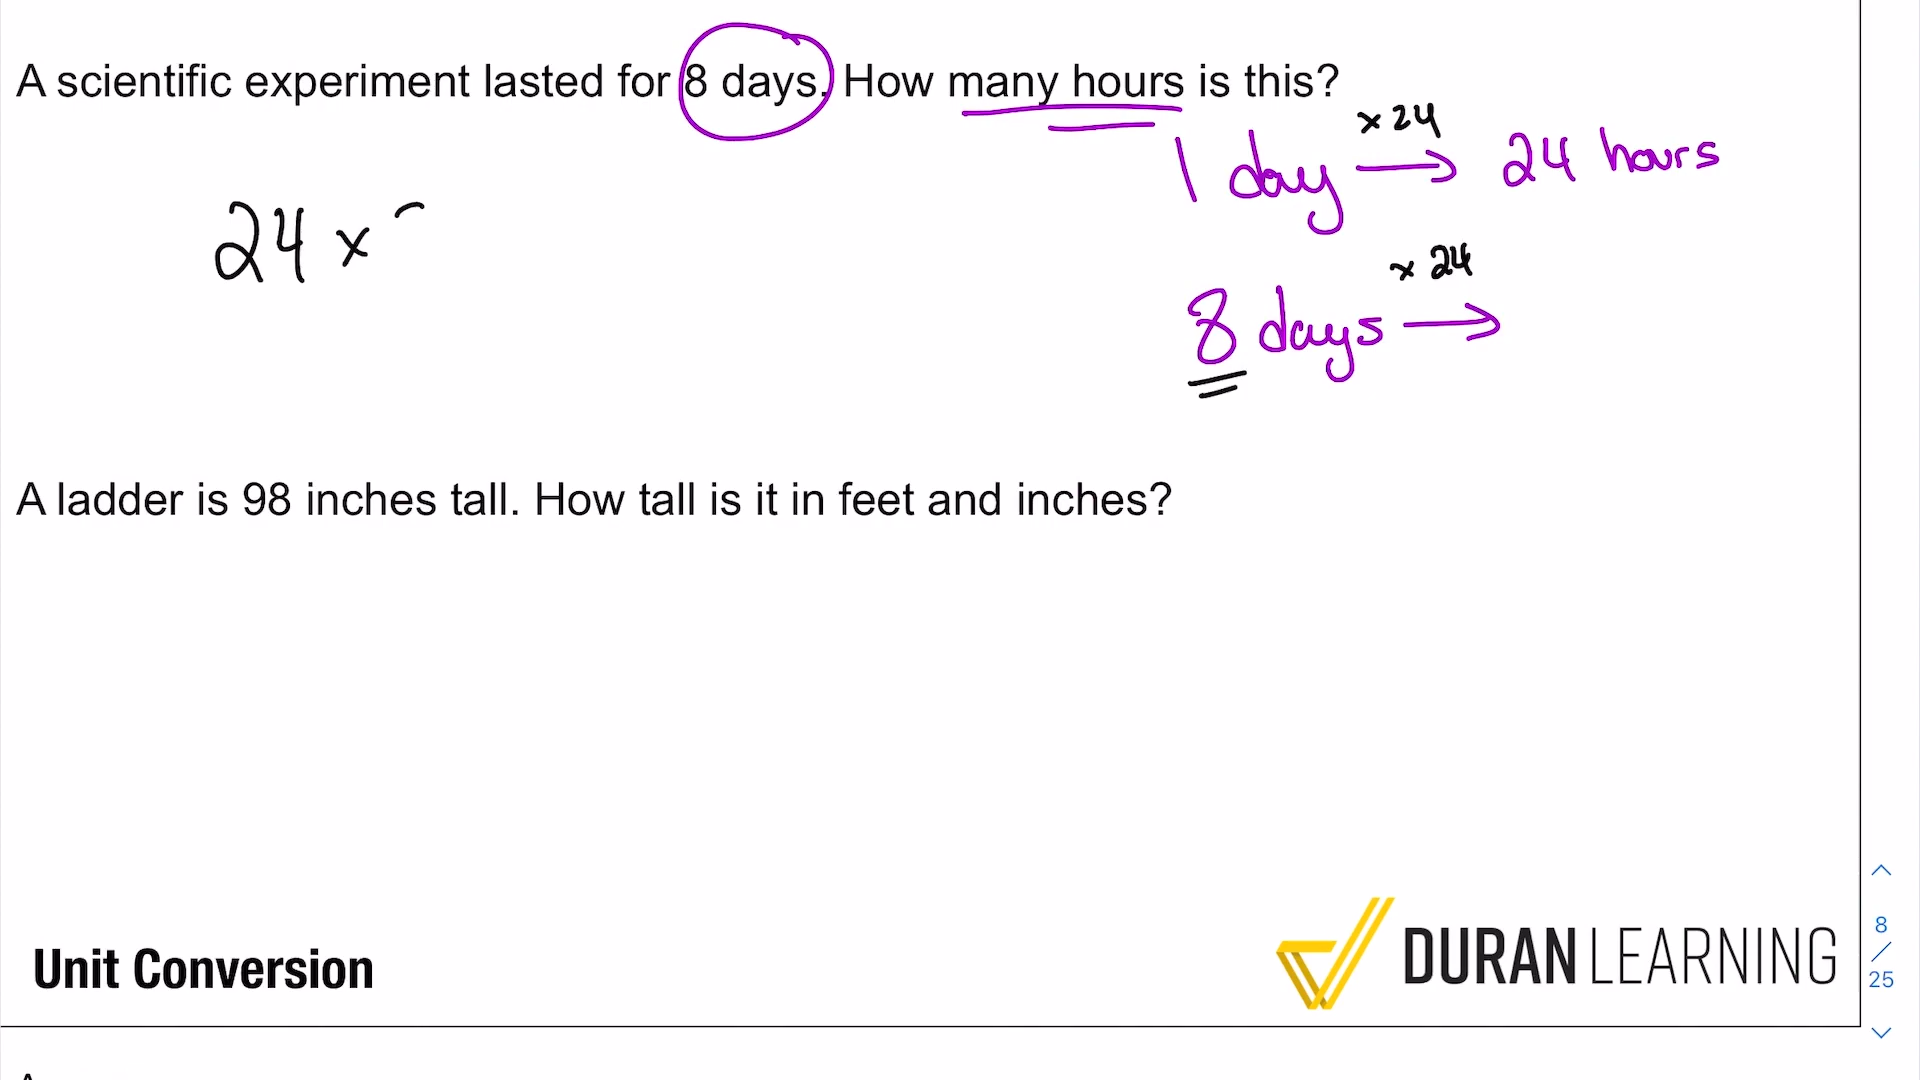 A scientific experiment lasted for 8 days. How many hours is this?
x 24
1 day → 24 hours
24 x
x 24
8 days →
A ladder is 98 inches tall. How tall is it in feet and inches?
Unit Conversion
DURAN LEARNING
8
/
25